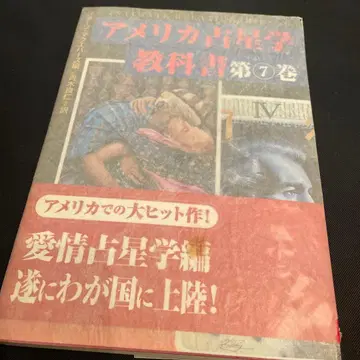 アメリカ占星学
教科書第⑦巻
IV
アメリカでの大ヒット作!
愛情占星学編
遂にわが国に上陸!